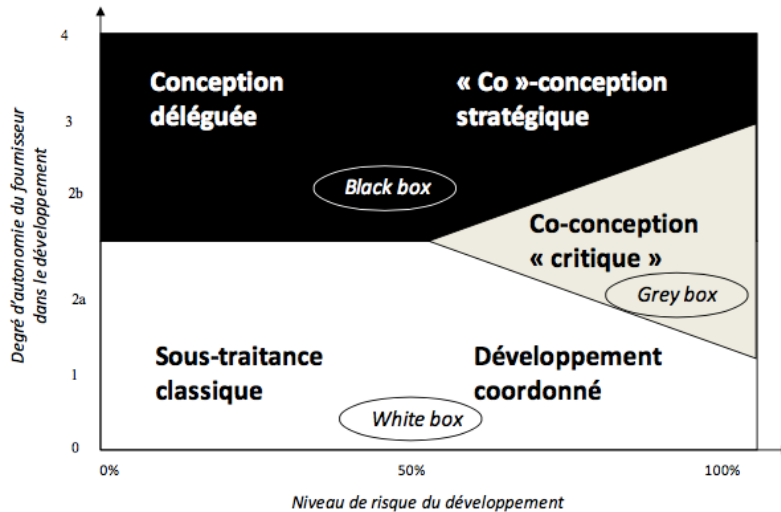 4
Conception
déléguée
« Co »-conception
stratégique
3
2b
Black box
Co-conception
« critique »
2a
Grey box
Sous-traitance
classique
Développement
coordonné
1
White box
0
0%
50%
100%
Niveau de risque du développement
Degré d'autonomie du fournisseur
dans le développement